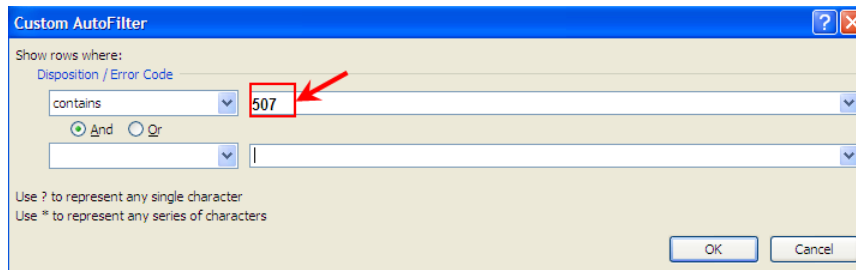 Custom AutoFilter
Show rows where:
Disposition / Error Code
contains 507
And Or
Use ? to represent any single character
Use * to represent any series of characters
OK Cancel